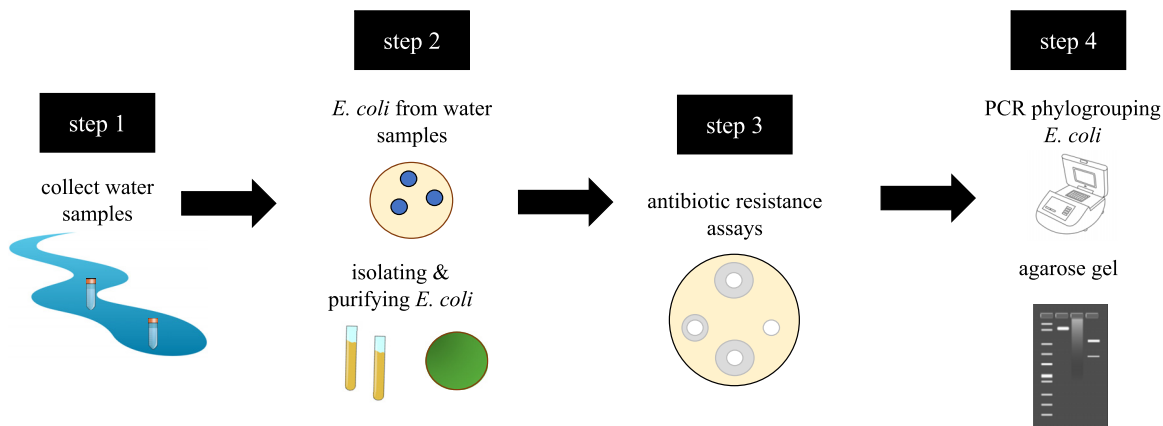 step 1
collect water
samples
step 2
E. coli from water
samples
isolating &
purifying E. coli
step 3
antibiotic resistance
assays
step 4
PCR phylogrouping
E. coli
agarose gel